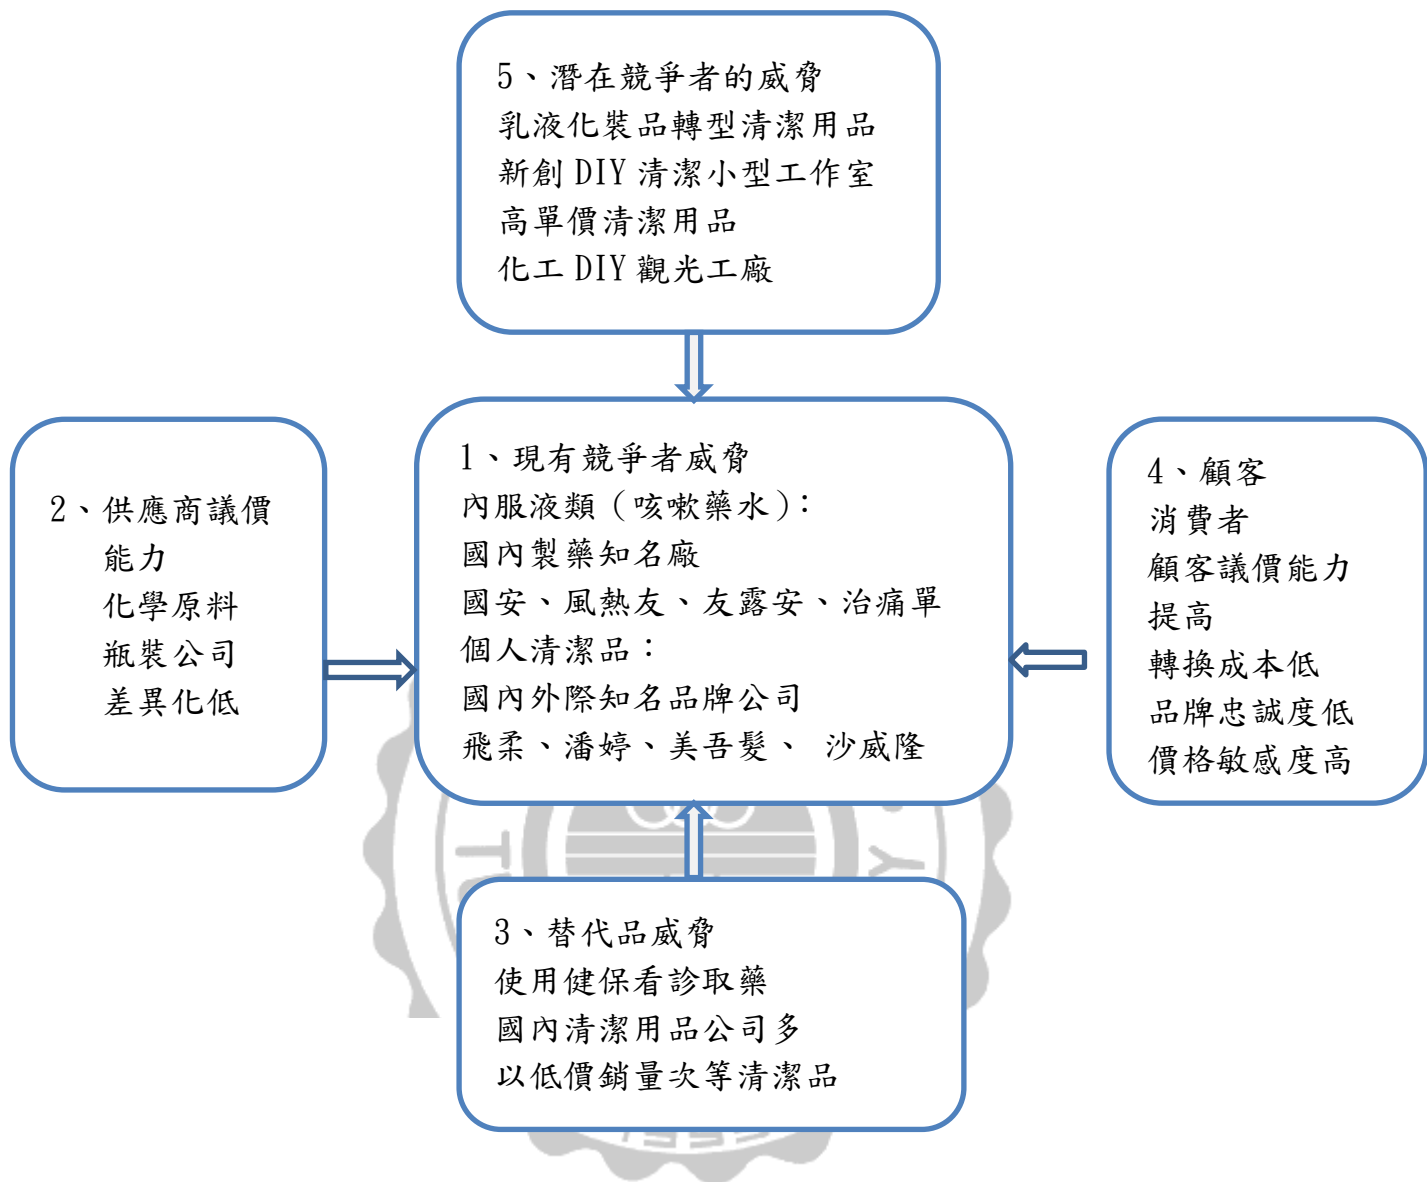 5、潛在競爭者的威脅
乳液化裝品轉型清潔用品
新創 DIY 清潔小型工作室
高單價清潔用品
化工 DIY 觀光工廠
1、現有競爭者威脅
內服液類（咳嗽藥水）：
國內製藥知名廠
國安、風熱友、友露安、治痛單
個人清潔品：
國內外際知名品牌公司
飛柔、潘婷、美吾髮、 沙威隆
2、供應商議價
能力
化學原料
瓶裝公司
差異化低
4、顧客
消費者
顧客議價能力
提高
轉換成本低
品牌忠誠度低
價格敏感度高
3、替代品威脅
使用健保看診取藥
國內清潔用品公司多
以低價銷量次等清潔品